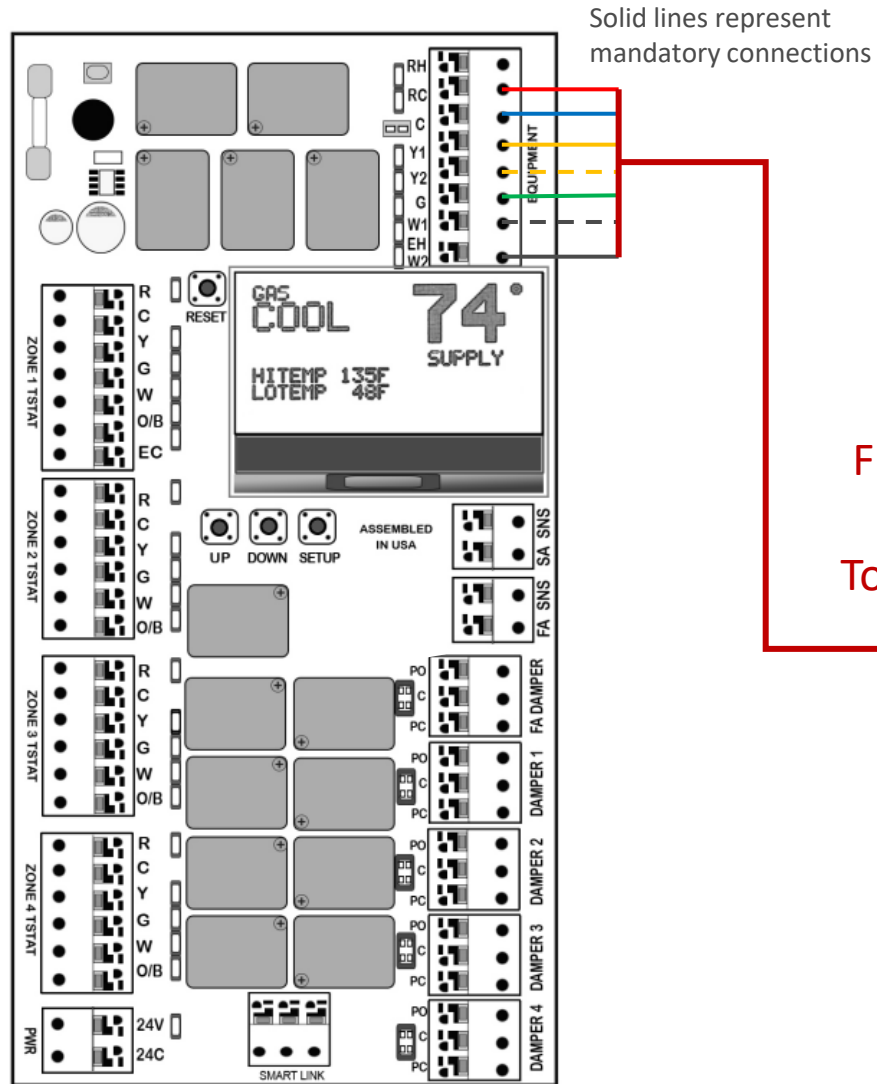 Solid lines represent
mandatory connections
RH
RC
C
Y1
Y2
G
W1
EH
W2
EQUIPMENT
RESET
GAS
COOL
74°
SUPPLY
HITEMP 135F
LOTEMP 48F
ZONE 1 TSTAT
R
C
Y
G
W
O/B
EC
UP
DOWN
SETUP
ASSEMBLED
IN USA
SA SNS
FA SNS
ZONE 2 TSTAT
R
C
Y
G
W
O/B
F
To
ZONE 3 TSTAT
R
C
Y
G
W
O/B
PO
C
PC
FA DAMPER
PO
C
PC
DAMPER 1
ZONE 4 TSTAT
R
C
Y
G
W
O/B
PO
C
PC
DAMPER 2
PO
C
PC
DAMPER 3
PWR
24V
24C
SMART LINK
PO
C
PC
DAMPER 4